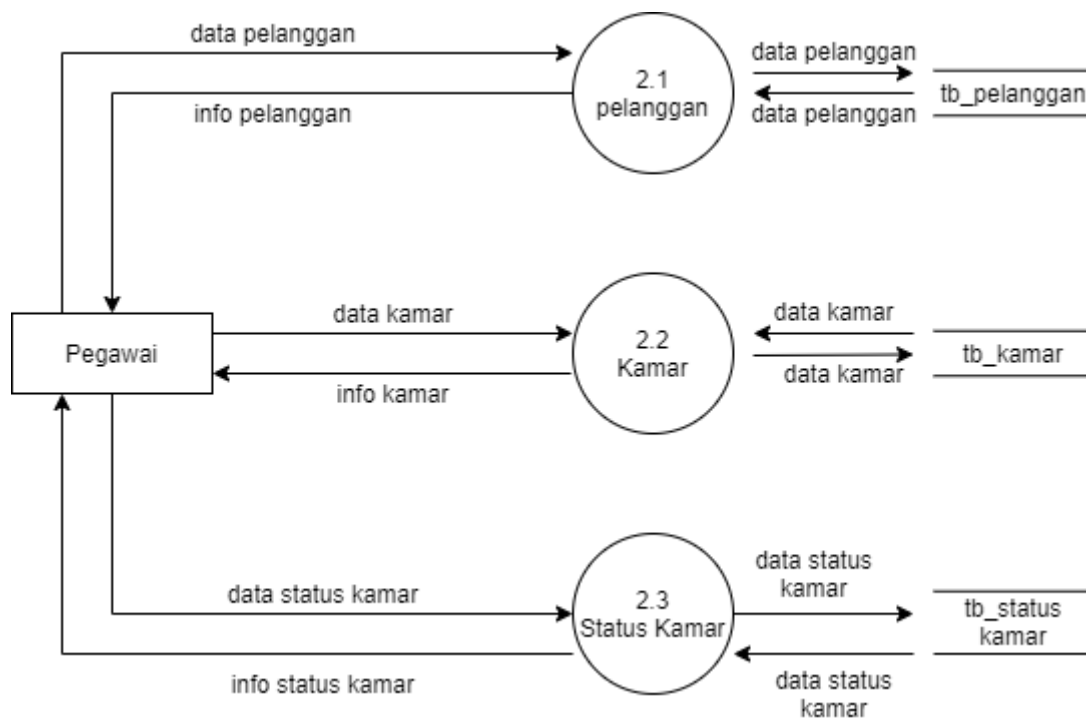 data pelanggan
info pelanggan
2.1
pelanggan
data pelanggan
data pelanggan
tb_pelanggan
Pegawai
data kamar
info kamar
2.2
Kamar
data kamar
data kamar
tb_kamar
data status kamar
info status kamar
2.3
Status Kamar
data status
kamar
data status
kamar
tb_status
kamar